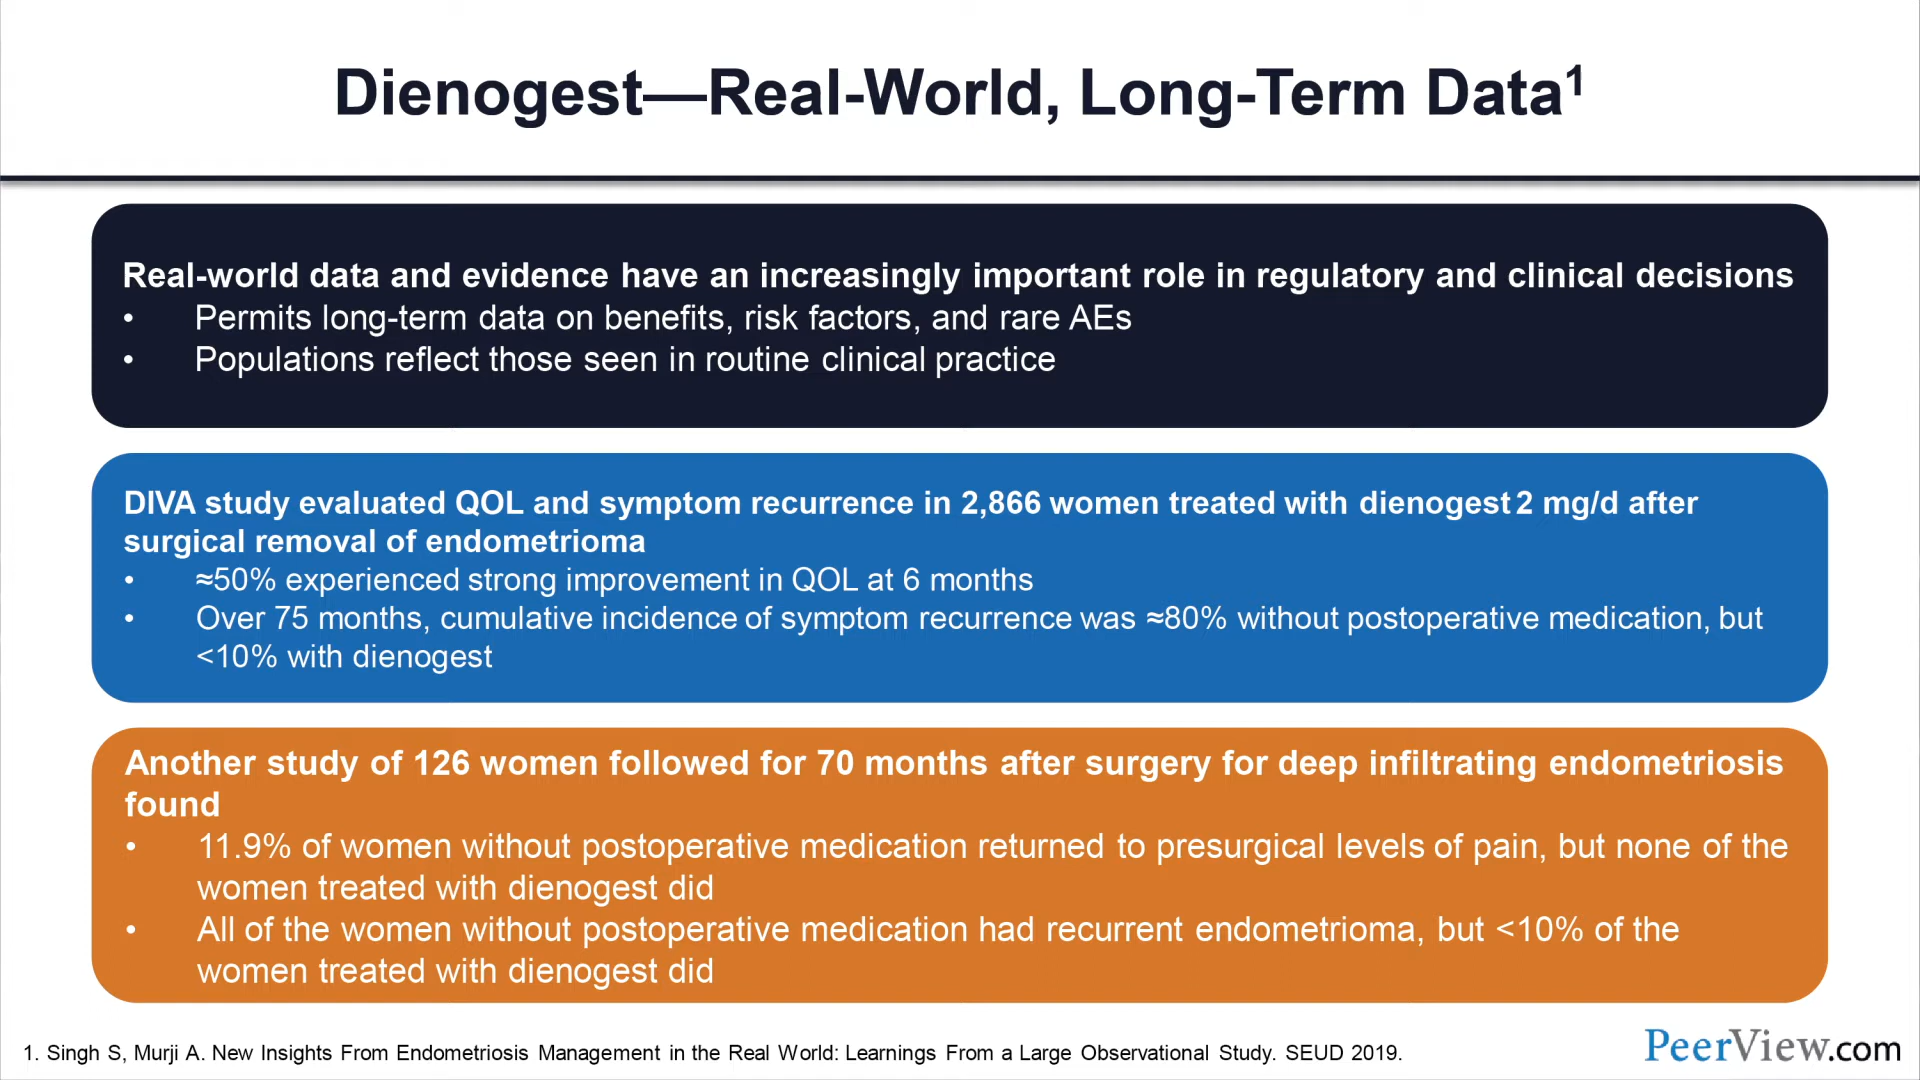 Dienogest—Real-World, Long-Term Data¹
Real-world data and evidence have an increasingly important role in regulatory and clinical decisions
• Permits long-term data on benefits, risk factors, and rare AEs
• Populations reflect those seen in routine clinical practice
DIVA study evaluated QOL and symptom recurrence in 2,866 women treated with dienogest 2 mg/d after
surgical removal of endometrioma
• ≈50% experienced strong improvement in QOL at 6 months
• Over 75 months, cumulative incidence of symptom recurrence was ≈80% without postoperative medication, but
<10% with dienogest
Another study of 126 women followed for 70 months after surgery for deep infiltrating endometriosis
found
• 11.9% of women without postoperative medication returned to presurgical levels of pain, but none of the
women treated with dienogest did
• All of the women without postoperative medication had recurrent endometrioma, but <10% of the
women treated with dienogest did
1. Singh S, Murji A. New Insights From Endometriosis Management in the Real World: Learnings From a Large Observational Study. SEUD 2019.
PeerView.com